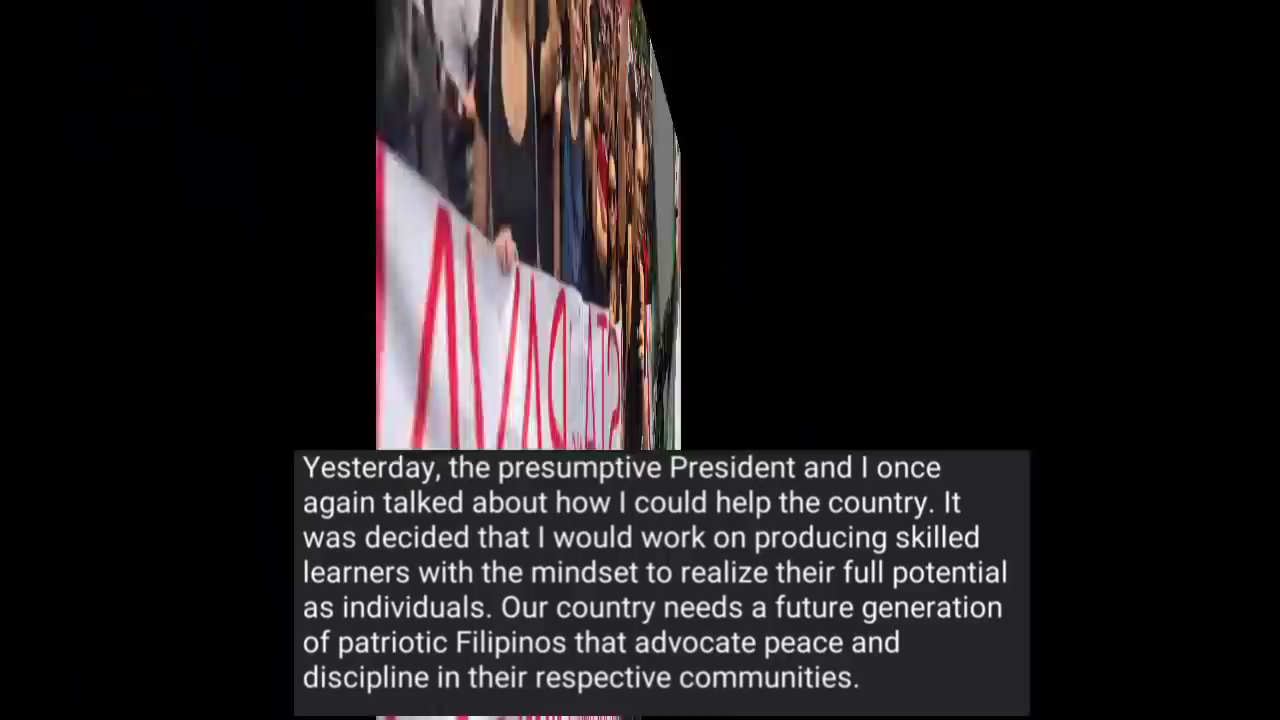 Yesterday, the presumptive President and I once
again talked about how I could help the country. It
was decided that I would work on producing skilled
learners with the mindset to realize their full potential
as individuals. Our country needs a future generation
of patriotic Filipinos that advocate peace and
discipline in their respective communities.